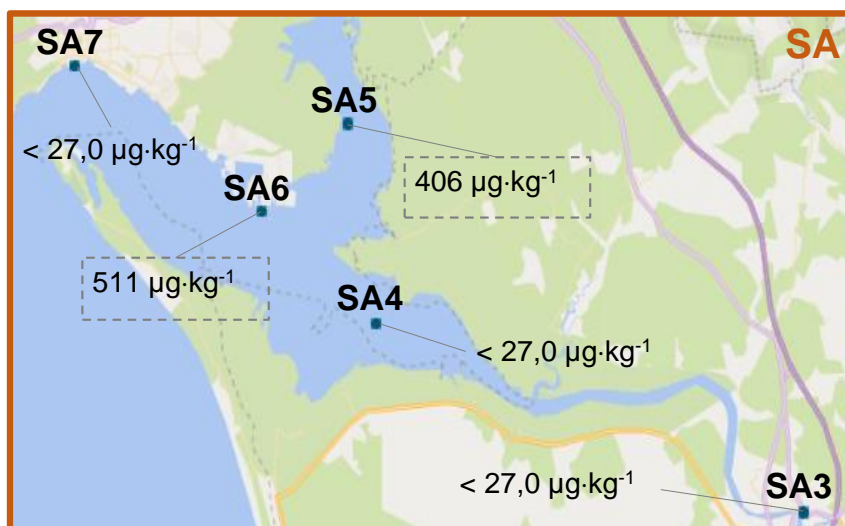 SA7
SA
SA5
< 27,0 µg·kg⁻¹
SA6
406 µg·kg⁻¹
511 µg·kg⁻¹
SA4
< 27,0 µg·kg⁻¹
< 27,0 µg·kg⁻¹
SA3